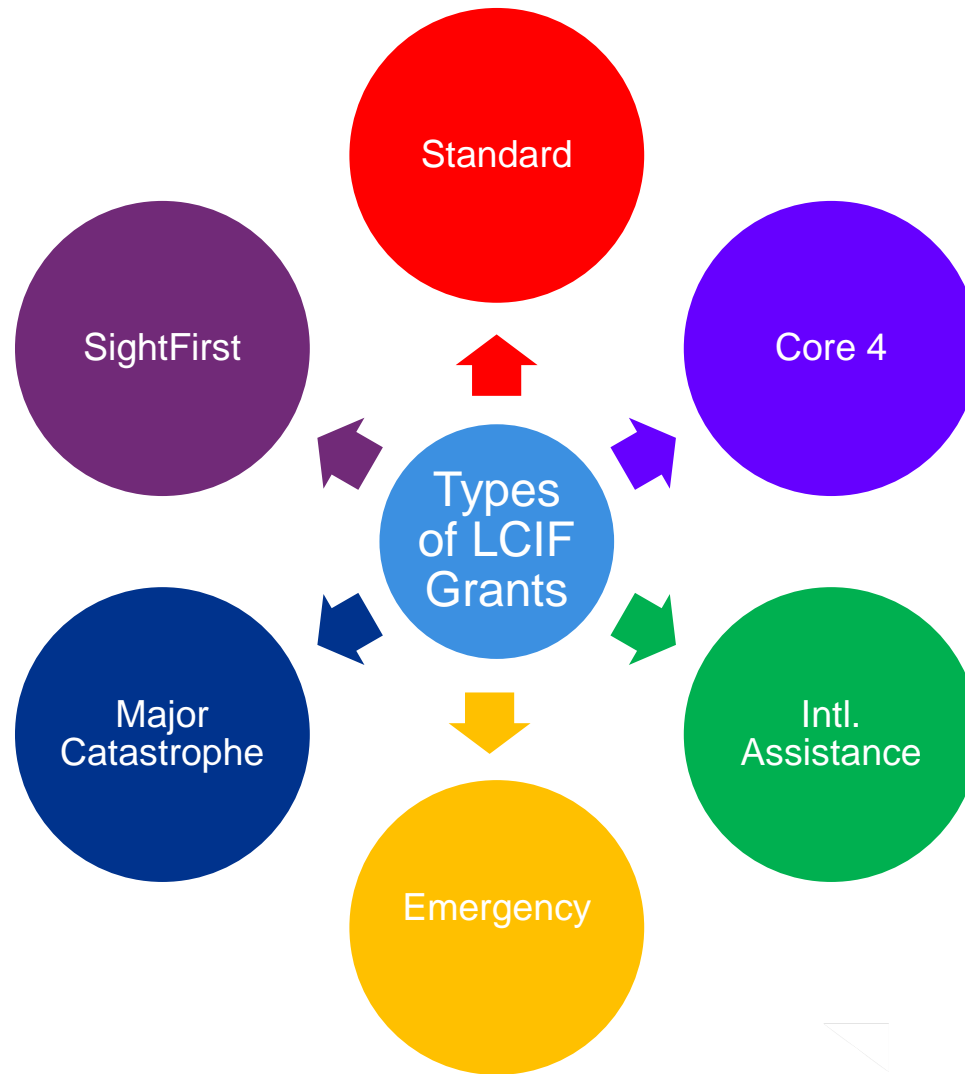 Standard
SightFirst
Core 4
Types
of LCIF
Grants
Major
Catastrophe
Intl.
Assistance
Emergency